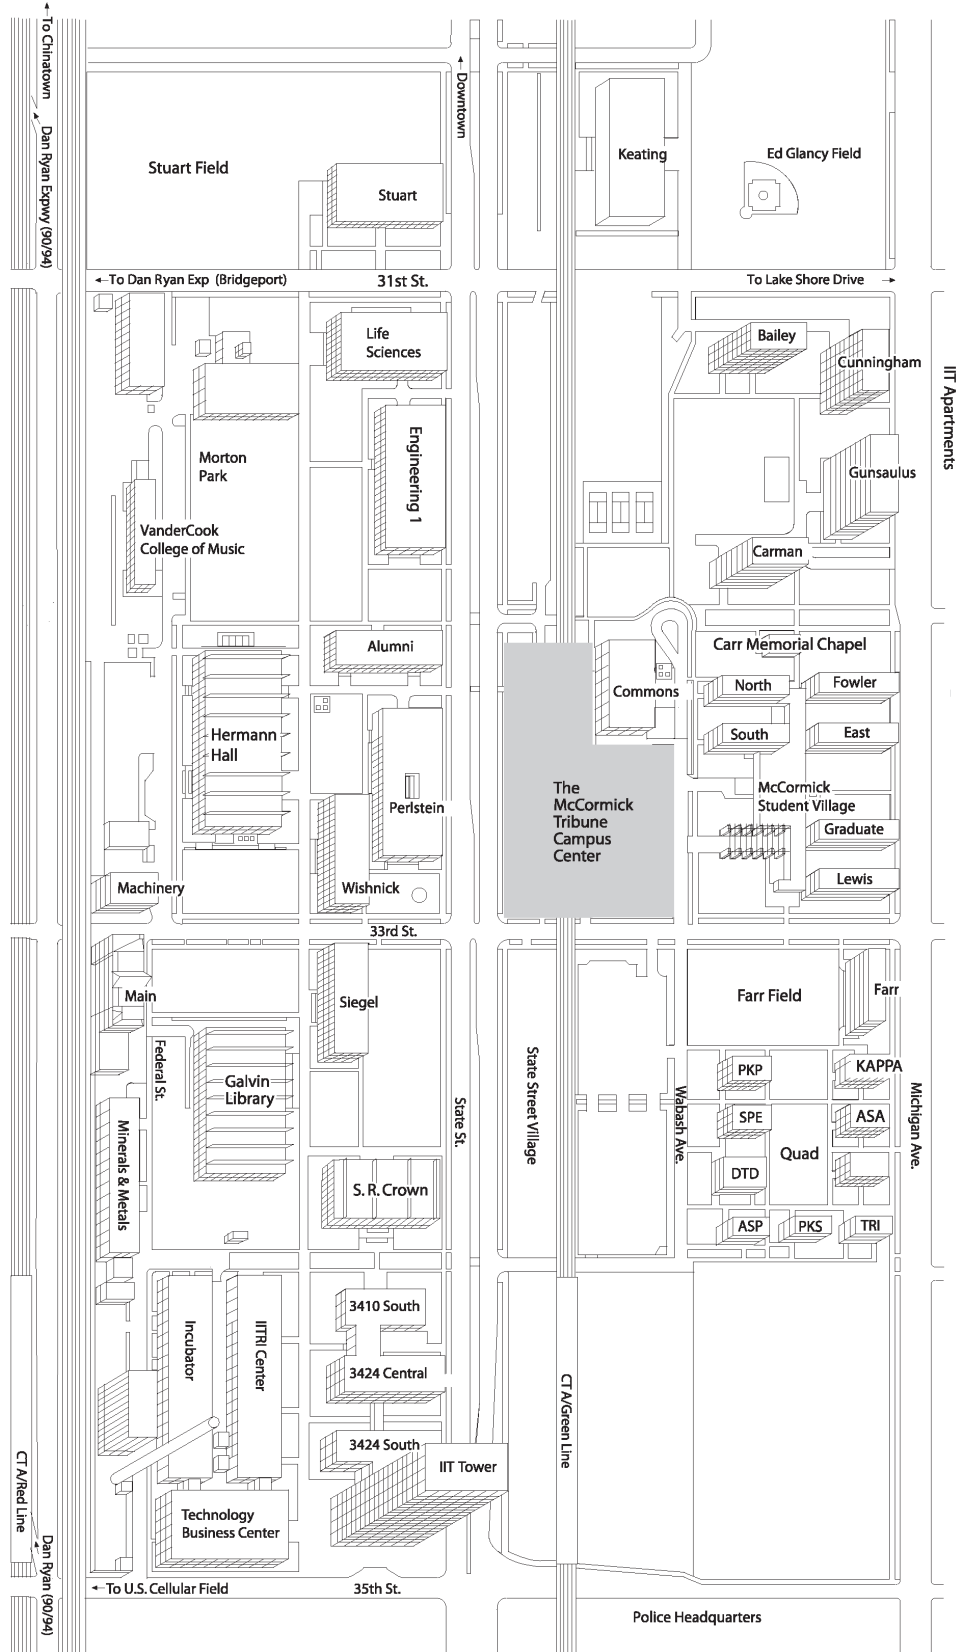 To Chinatown
Downtown
Dan Ryan Expwy (90/94)
Stuart Field
Stuart
Keating
Ed Glancy Field
To Dan Ryan Exp (Bridgeport)
31st St.
To Lake Shore Drive
Life
Sciences
Bailey
Cunningham
IIT Apartments
Engineering 1
Morton
Park
Gunsaulus
VanderCook
College of Music
Carman
Alumni
Carr Memorial Chapel
Commons
North
Fowler
Hermann
Hall
South
East
The
McCormick
Tribune
Campus
Center
McCormick
Student Village
Perlstein
Graduate
Machinery
Wishnick
Lewis
33rd St.
Main
Siegel
Farr Field
Farr
Federal St.
Galvin
Library
State St.
State Street Village
Wabash Ave.
PKP
KAPPA
Michigan Ave.
SPE
ASA
Minerals & Metals
Quad
DTD
S. R. Crown
ASP
PKS
TRI
3410 South
Incubator
IITRI Center
3424 Central
CTA/Green Line
3424 South
IIT Tower
CTA/Red Line
Technology
Business Center
Dan Ryan (90/94)
To U.S. Cellular Field
35th St.
Police Headquarters